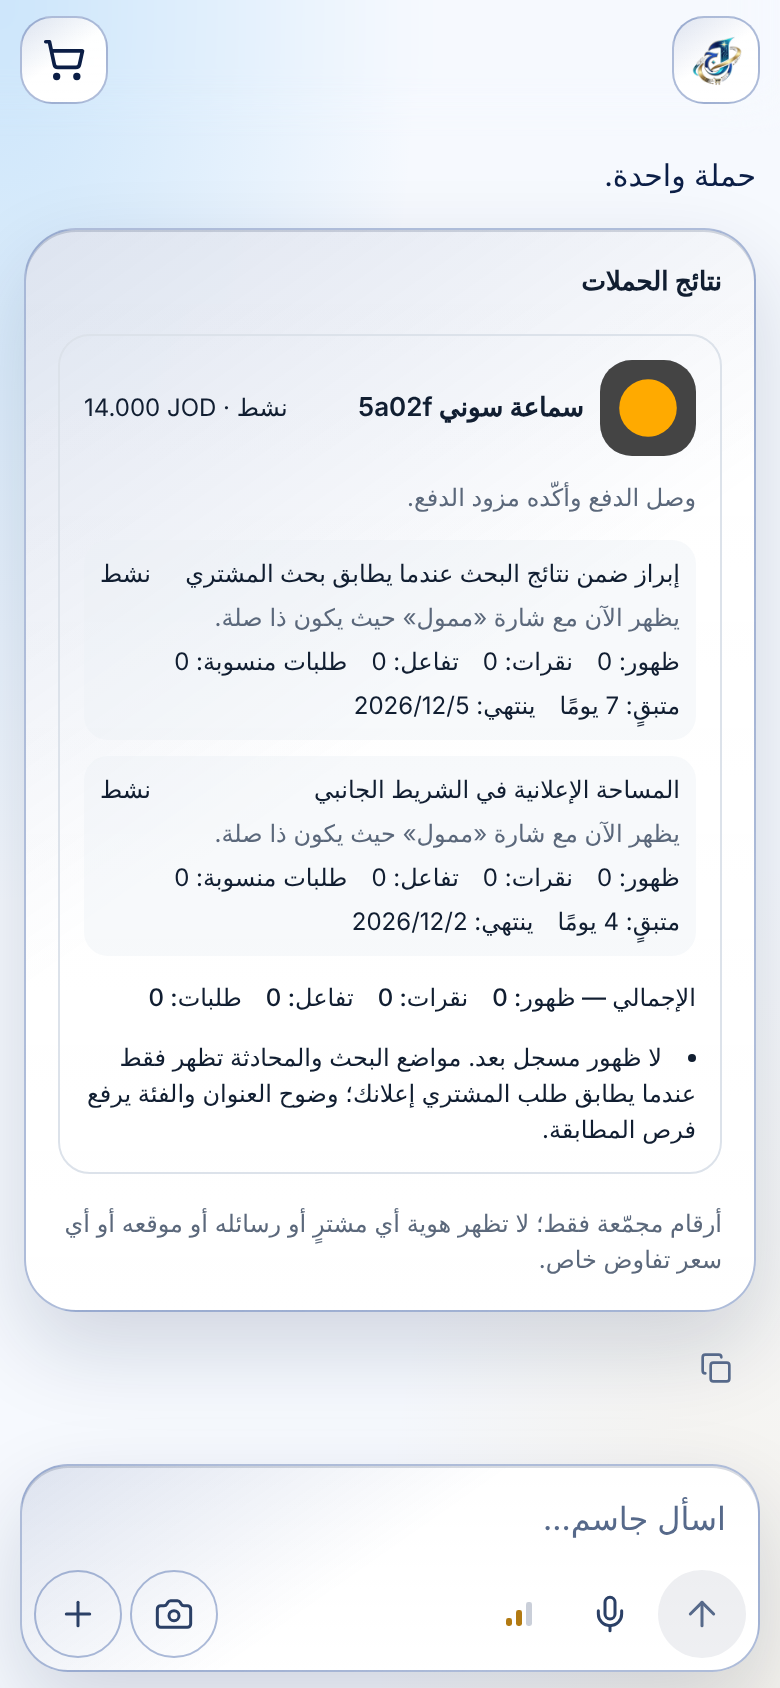 حملة واحدة.
نتائج الحملات
سماعة سوني 5a02f
نشط · 14.000 JOD
وصل الدفع وأكّده مزود الدفع.
إبراز ضمن نتائج البحث عندما يطابق بحث المشتري نشط
يظهر الآن مع شارة «ممول» حيث يكون ذا صلة.
ظهور: 0 نقرات: 0 تفاعل: 0 طلبات منسوبة: 0
متبقٍ: 7 يومًا ينتهي: 2026/12/5
المساحة الإعلانية في الشريط الجانبي نشط
يظهر الآن مع شارة «ممول» حيث يكون ذا صلة.
ظهور: 0 نقرات: 0 تفاعل: 0 طلبات منسوبة: 0
متبقٍ: 4 يومًا ينتهي: 2026/12/2
الإجمالي — ظهور: 0 نقرات: 0 تفاعل: 0 طلبات: 0
• لا ظهور مسجل بعد. مواضع البحث والمحادثة تظهر فقط
عندما يطابق طلب المشتري إعلانك؛ وضوح العنوان والفئة يرفع
فرص المطابقة.
أرقام مجمّعة فقط؛ لا تظهر هوية أي مشترٍ أو رسائله أو موقعه أو أي
سعر تفاوض خاص.
اسأل جاسم...